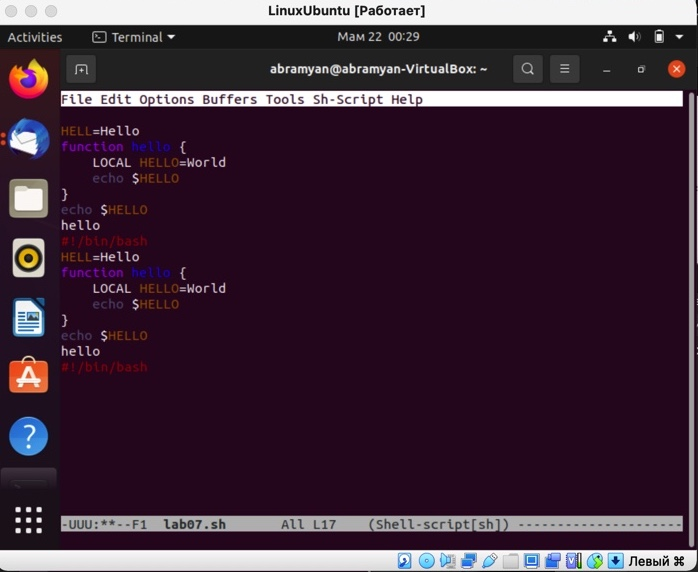 LinuxUbuntu [Работает]
Activities Terminal Мам 22 00:29
abramyan@abramyan-VirtualBox: ~
File Edit Options Buffers Tools Sh-Script Help
HELL=Hello
function hello {
    LOCAL HELLO=World
    echo $HELLO
}
echo $HELLO
hello
#!/bin/bash
HELL=Hello
function hello {
    LOCAL HELLO=World
    echo $HELLO
}
echo $HELLO
hello
#!/bin/bash
-UUU:**--F1 lab07.sh All L17 (Shell-script[sh]) ---------------------
Левый ⌘